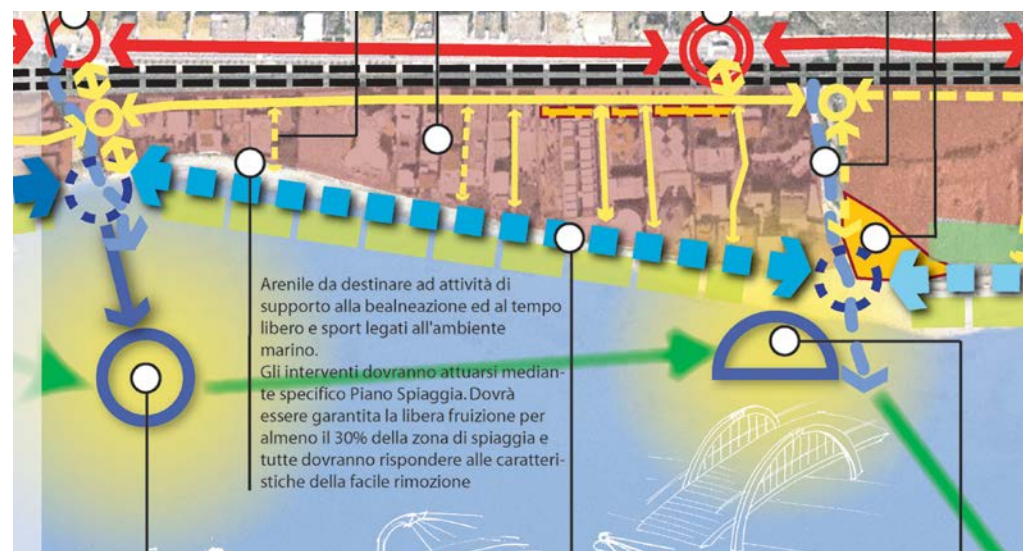 Arenile da destinare ad attività di
supporto alla bealneazione ed al tempo
libero e sport legati all'ambiente
marino.
Gli interventi dovranno attuarsi median-
te specifico Piano Spiaggia. Dovrà
essere garantita la libera fruizione per
almeno il 30% della zona di spiaggia e
tutte dovranno rispondere alle caratteri-
stiche della facile rimozione